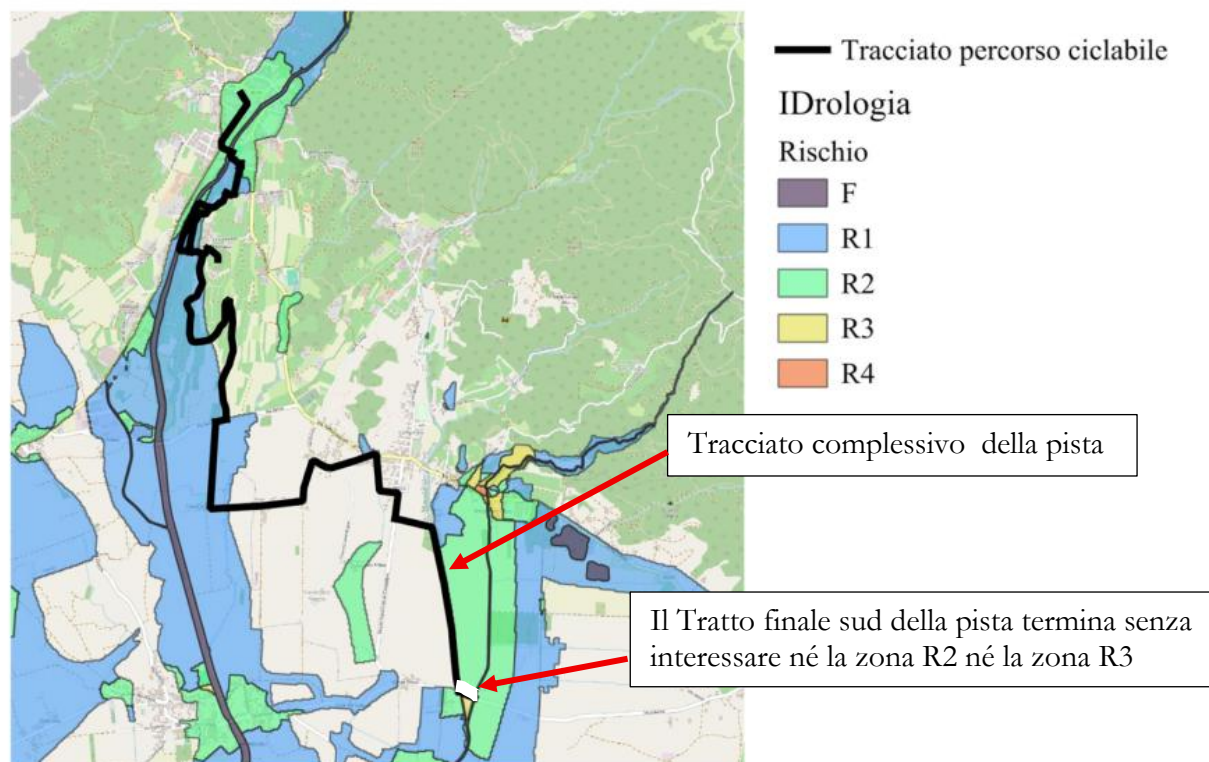 Tracciato percorso ciclabile
IDrologia
Rischio
F
R1
R2
R3
R4
Tracciato complessivo della pista
Il Tratto finale sud della pista termina senza
interessare né la zona R2 né la zona R3